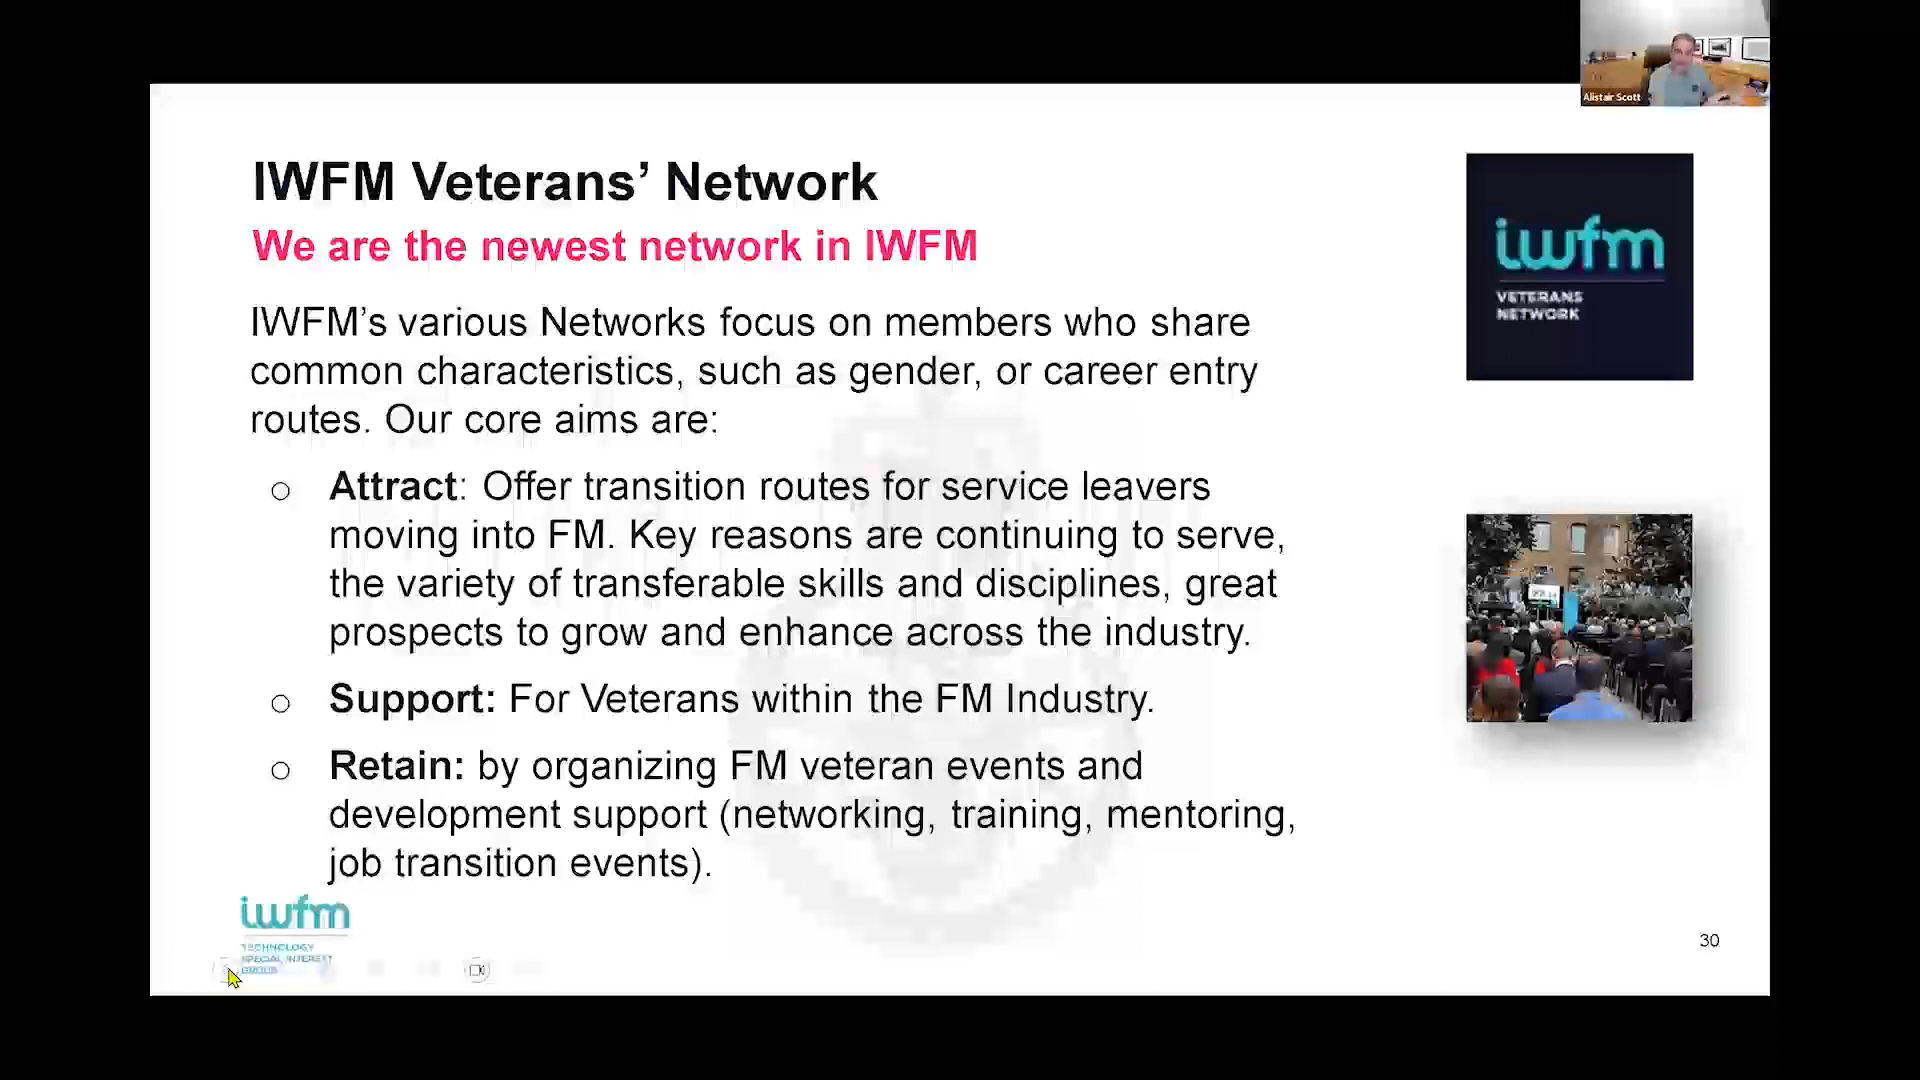 Alistair Scott
IWFM Veterans’ Network
We are the newest network in IWFM
iwfm
VETERANS
NETWORK
IWFM’s various Networks focus on members who share
common characteristics, such as gender, or career entry
routes. Our core aims are:
o Attract: Offer transition routes for service leavers
moving into FM. Key reasons are continuing to serve,
the variety of transferable skills and disciplines, great
prospects to grow and enhance across the industry.
o Support: For Veterans within the FM Industry.
o Retain: by organizing FM veteran events and
development support (networking, training, mentoring,
job transition events).
iwfm
TECHNOLOGY
SPECIAL INTEREST
GROUP
30